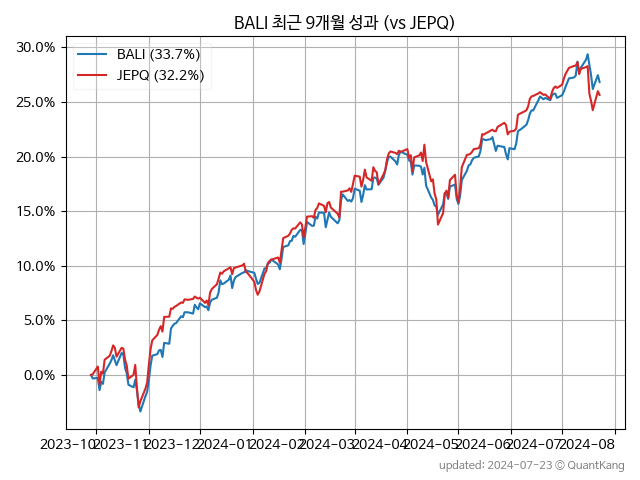 BALI 최근 9개월 성과 (vs JEPQ)
BALI (33.7%)
JEPQ (32.2%)
30.0%
25.0%
20.0%
15.0%
10.0%
5.0%
0.0%
2023-10 2023-11 2023-12 2024-01 2024-02 2024-03 2024-04 2024-05 2024-06 2024-07 2024-08
updated: 2024-07-23 © QuantKang